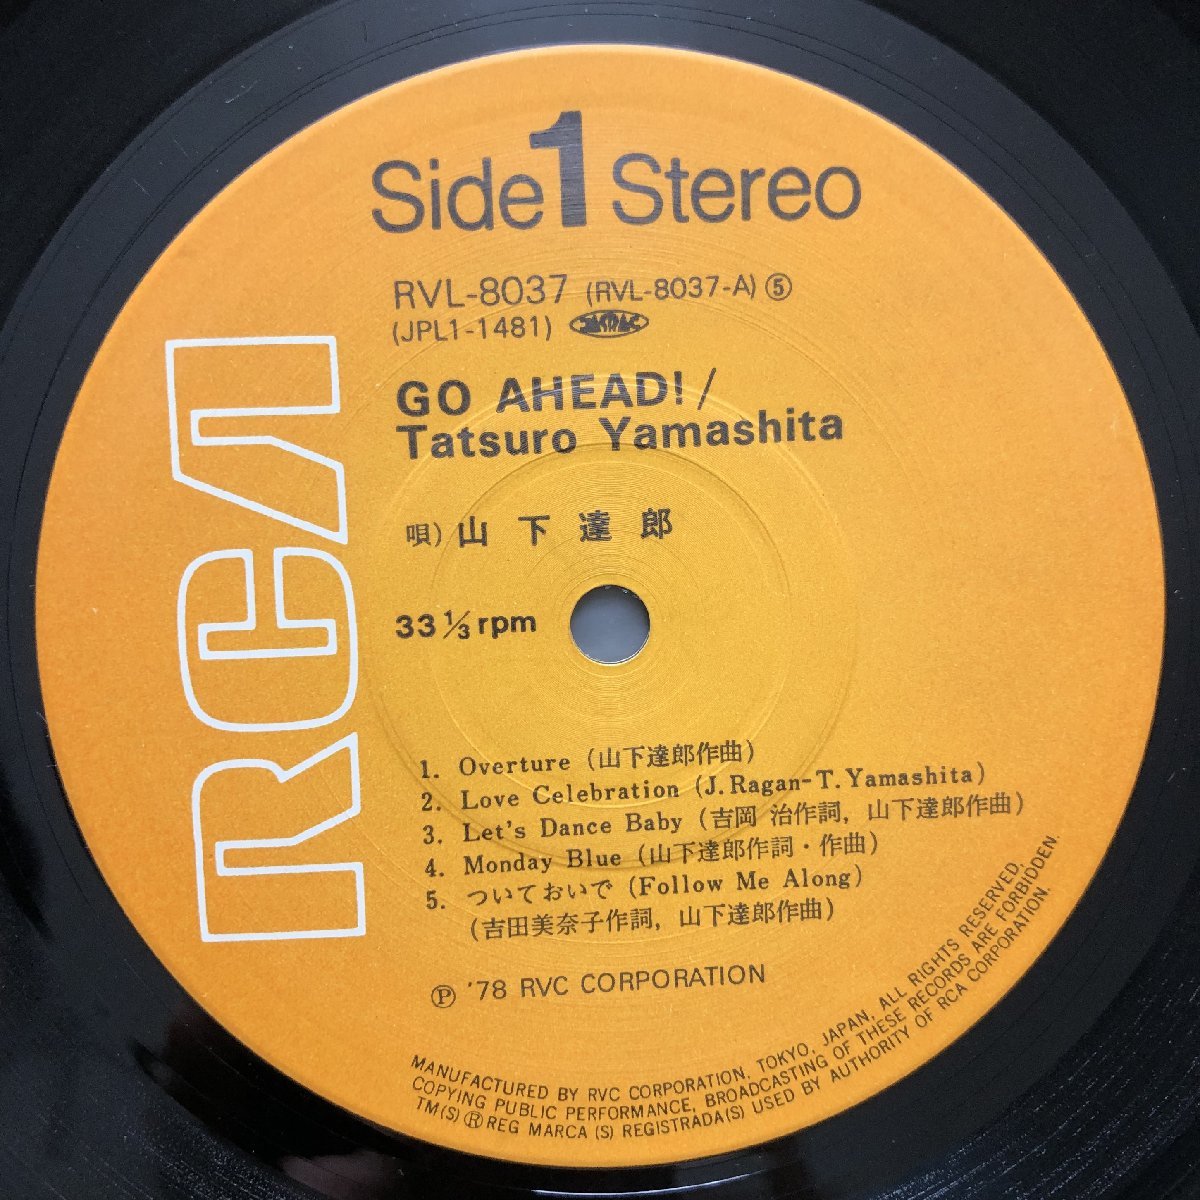 Side 1 Stereo
RVL-8037 (RVL-8037-A) ⑤
(JPL1-1481) JASRAC
GO AHEAD! /
Tatsuro Yamashita
唄) 山下達郎
33 1/3 rpm
RCA
1. Overture (山下達郎作曲)
2. Love Celebration (J.Ragan-T.Yamashita)
3. Let's Dance Baby (吉岡 治作詞, 山下達郎作曲)
4. Monday Blue (山下達郎作詞・作曲)
5. ついておいで (Follow Me Along)
(吉田美奈子作詞, 山下達郎作曲)
Ⓟ '78 RVC CORPORATION
MANUFACTURED BY RVC CORPORATION, TOKYO, JAPAN, ALL RIGHTS RESERVED,
COPYING PUBLIC PERFORMANCE, BROADCASTING OF THESE RECORDS ARE FORBIDDEN.
TM(S) ® REG MARCA (S) REGISTRADA(S) USED BY AUTHORITY OF RCA CORPORATION.